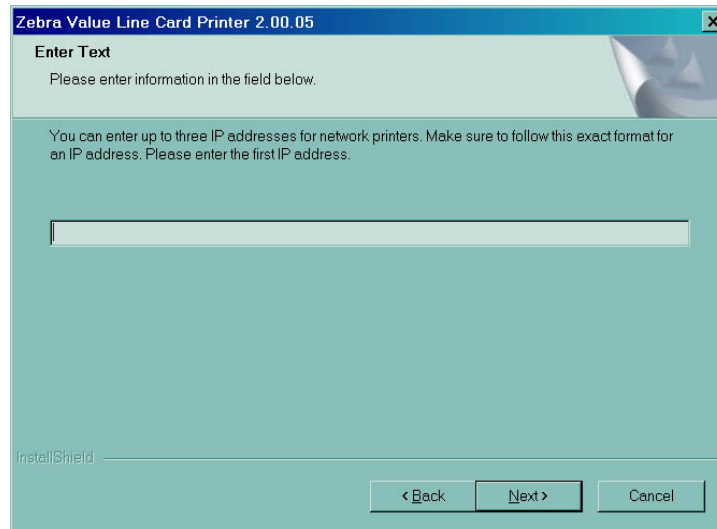 Zebra Value Line Card Printer 2.00.05
Enter Text
Please enter information in the field below.
You can enter up to three IP addresses for network printers. Make sure to follow this exact format for
an IP address. Please enter the first IP address.
InstallShield
< Back Next > Cancel